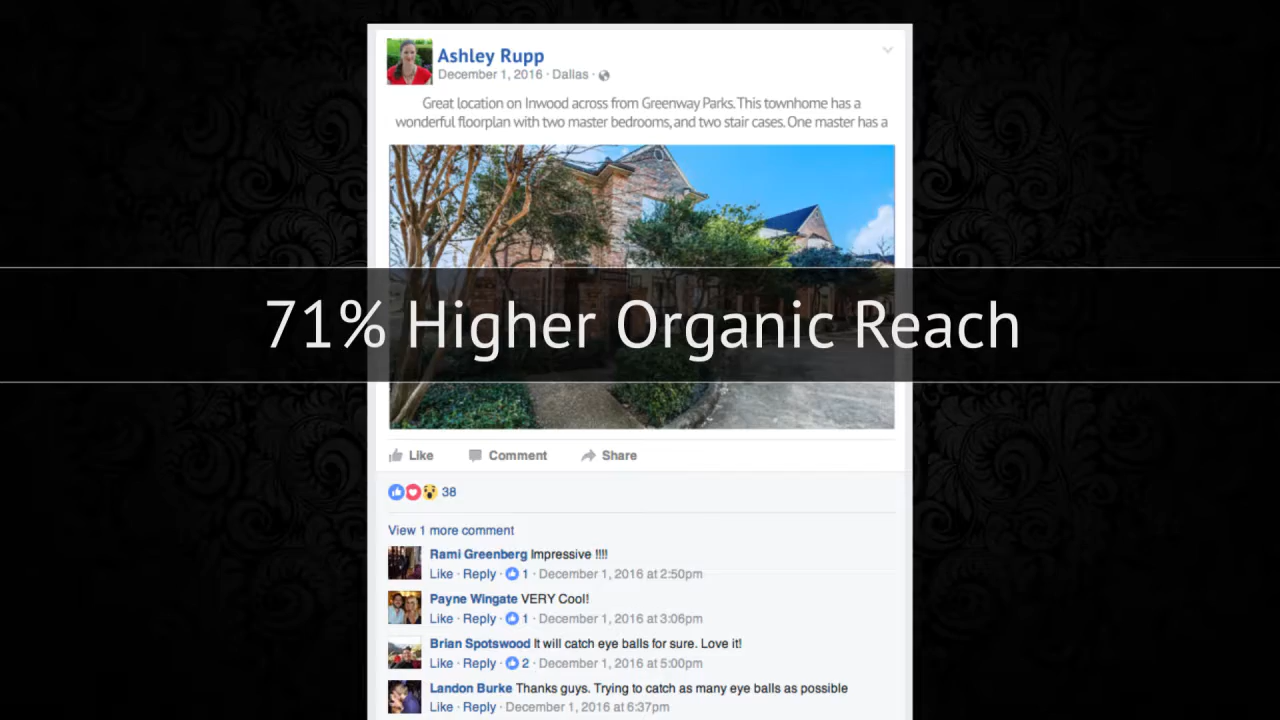 Ashley Rupp
December 1, 2016 · Dallas ·
Great location on Inwood across from Greenway Parks. This townhome has a
wonderful floorplan with two master bedrooms, and two stair cases. One master has a
71% Higher Organic Reach
Like Comment Share
38
View 1 more comment
Rami Greenberg Impressive !!!!
Like · Reply · 1 · December 1, 2016 at 2:50pm
Payne Wingate VERY Cool!
Like · Reply · 1 · December 1, 2016 at 3:06pm
Brian Spotswood It will catch eye balls for sure. Love it!
Like · Reply · 2 · December 1, 2016 at 5:00pm
Landon Burke Thanks guys. Trying to catch as many eye balls as possible
Like · Reply · December 1, 2016 at 6:37pm